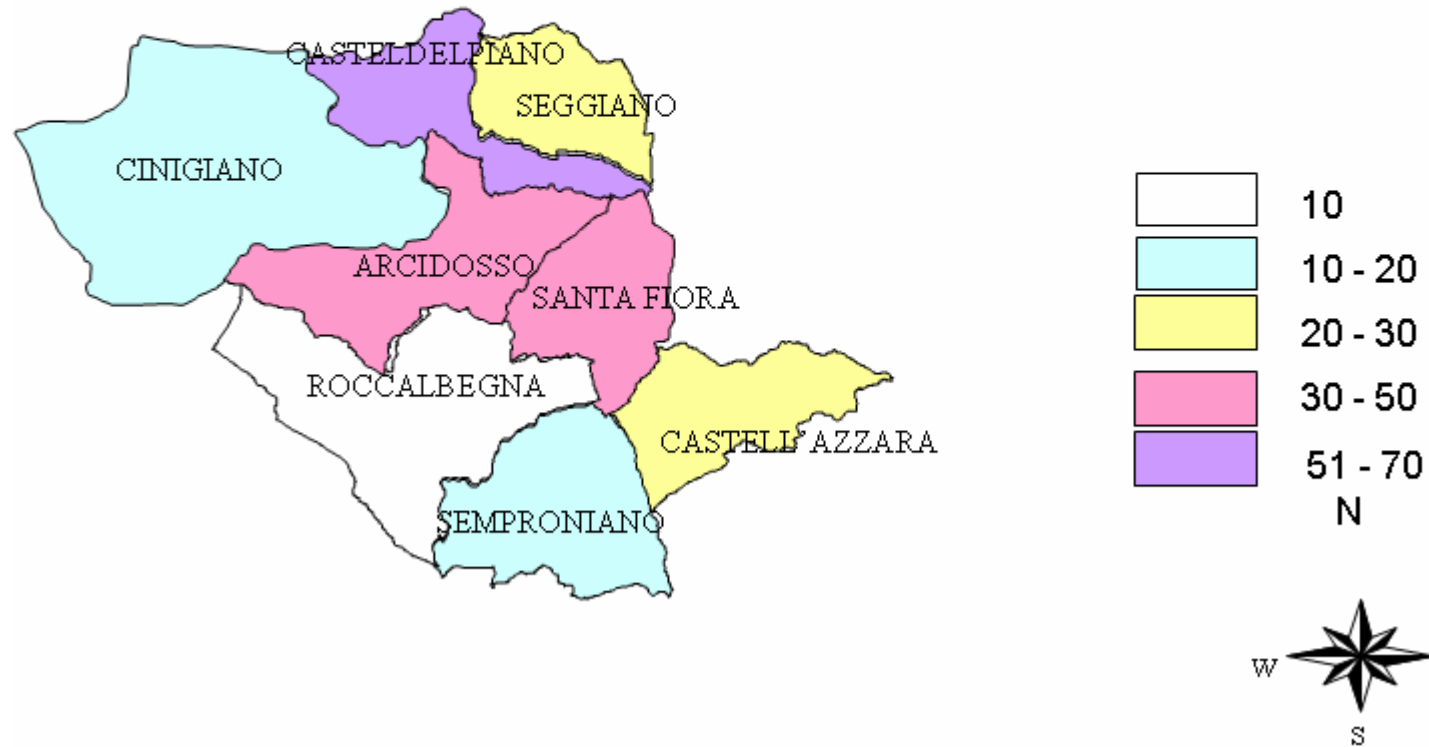 CASTELDELPIANO
SEGGIANO
CINIGIANO
ARCIDOSSO
SANTA FIORA
ROCCALBEGNA
CASTELL'AZZARA
SEMPRONIANO
10
10 - 20
20 - 30
30 - 50
51 - 70
N
W
S